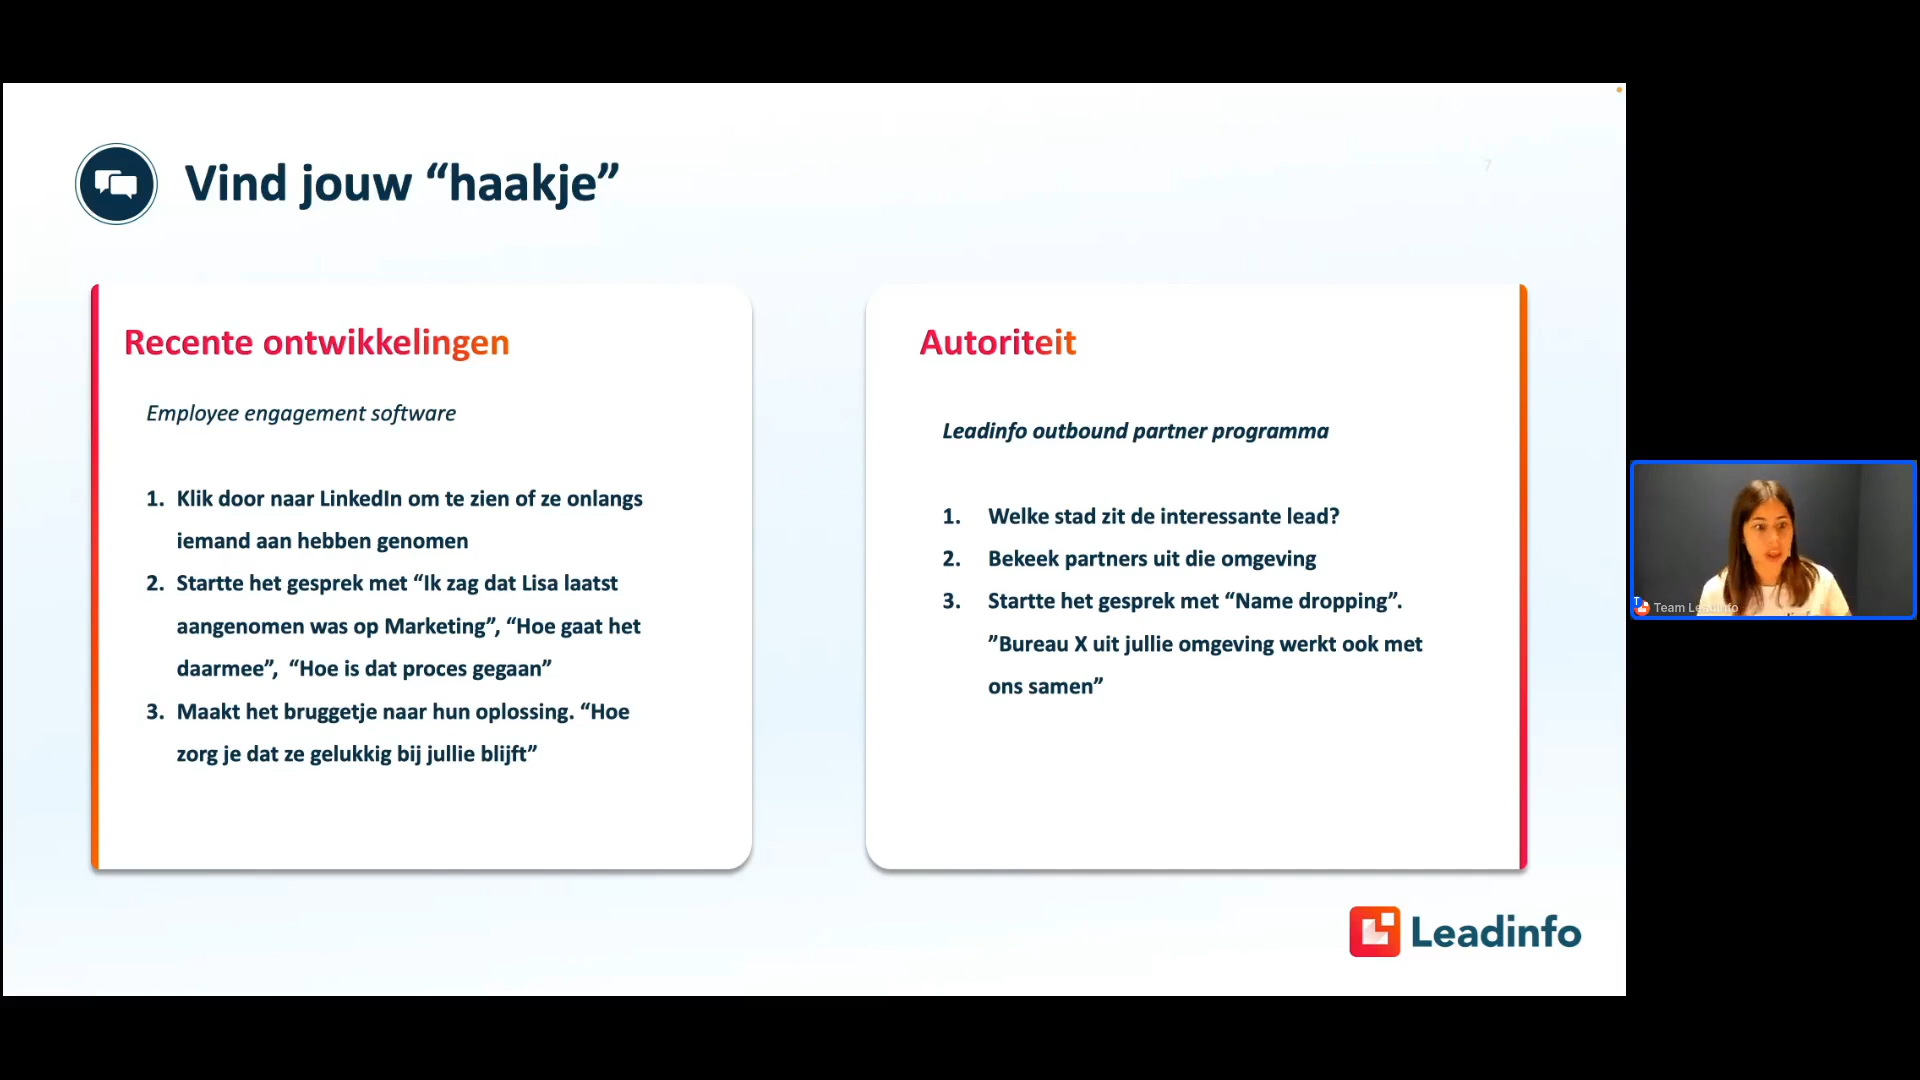 7
Vind jouw “haakje”
Recente ontwikkelingen
Employee engagement software
1. Klik door naar LinkedIn om te zien of ze onlangs
iemand aan hebben genomen
2. Startte het gesprek met “Ik zag dat Lisa laatst
aangenomen was op Marketing”, “Hoe gaat het
daarmee”, “Hoe is dat proces gegaan”
3. Maakt het bruggetje naar hun oplossing. “Hoe
zorg je dat ze gelukkig bij jullie blijft”
Autoriteit
Leadinfo outbound partner programma
1. Welke stad zit de interessante lead?
2. Bekeek partners uit die omgeving
3. Startte het gesprek met “Name dropping”.
”Bureau X uit jullie omgeving werkt ook met
ons samen”
Leadinfo
Team Leadinfo